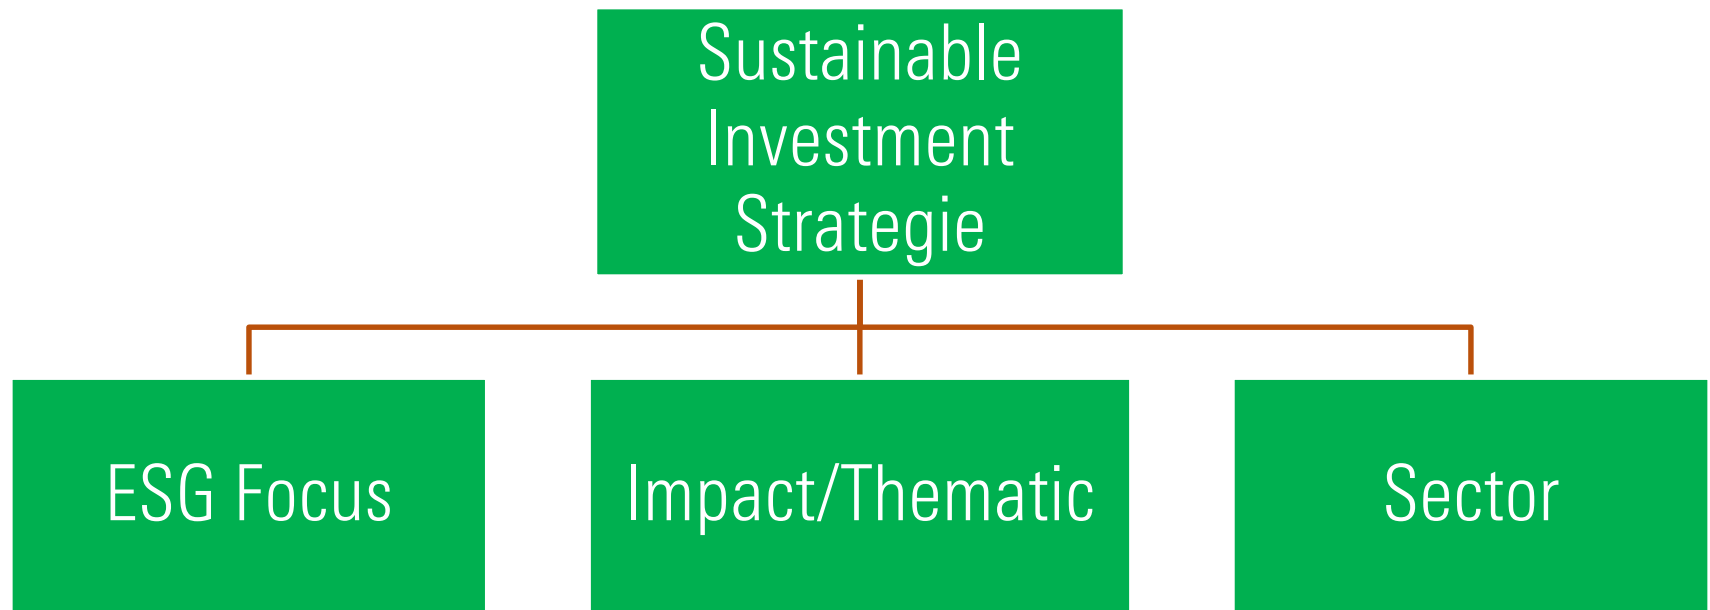 Sustainable
Investment
Strategie
ESG Focus
Impact/Thematic
Sector